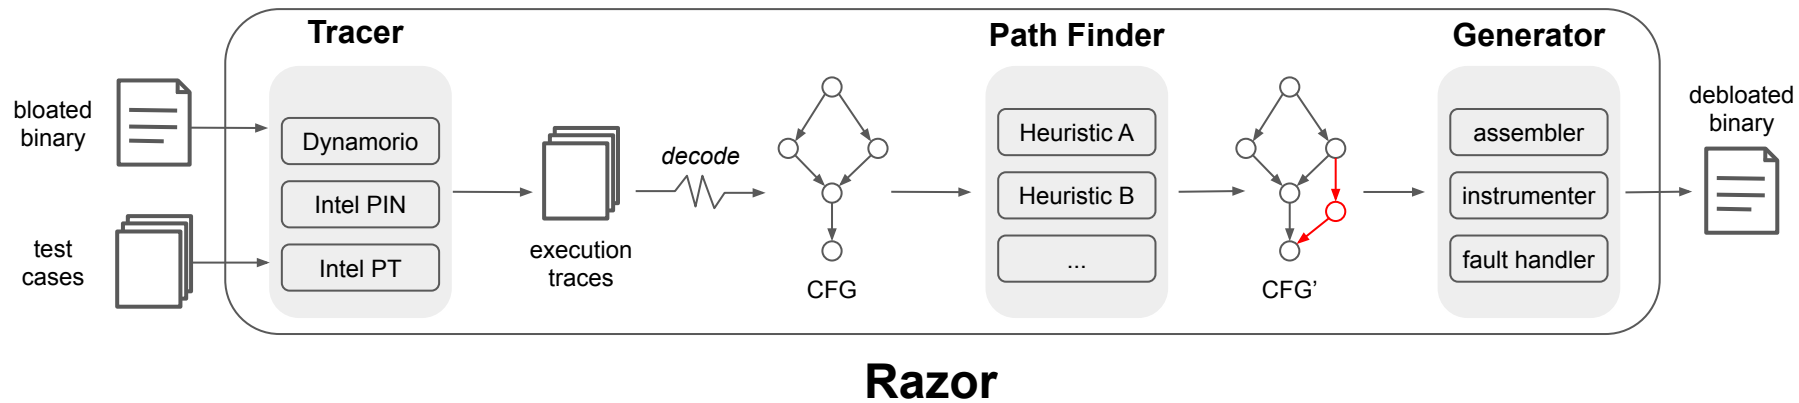 Tracer
Path Finder
Generator
bloated
binary
test
cases
Dynamorio
Intel PIN
Intel PT
execution
traces
decode
CFG
Heuristic A
Heuristic B
...
CFG’
assembler
instrumenter
fault handler
debloated
binary
Razor